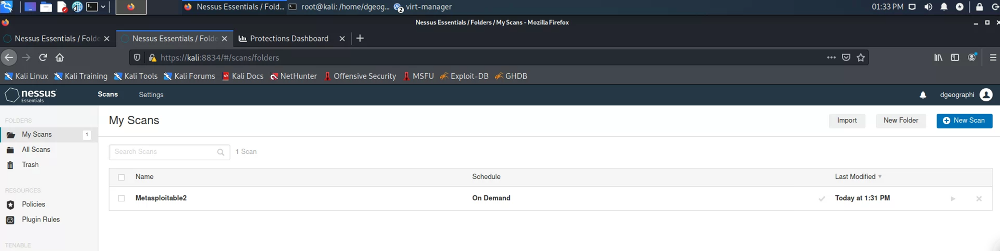 Nessus Essentials / Fold... root@kali: /home/dgeog... 2 virt-manager 01:33 PM
Nessus Essentials / Folders / My Scans - Mozilla Firefox
Nessus Essentials / Folde Nessus Essentials / Folde Protections Dashboard
https://kali:8834/#/scans/folders
Kali Linux Kali Training Kali Tools Kali Forums Kali Docs NetHunter Offensive Security MSFU Exploit-DB GHDB
nessus Essentials Scans Settings dgeographi
FOLDERS
My Scans 1
All Scans
Trash
RESOURCES
Policies
Plugin Rules
TENABLE
My Scans Import New Folder New Scan
Search Scans 1 Scan
Name Schedule Last Modified
Metasploitable2 On Demand Today at 1:31 PM